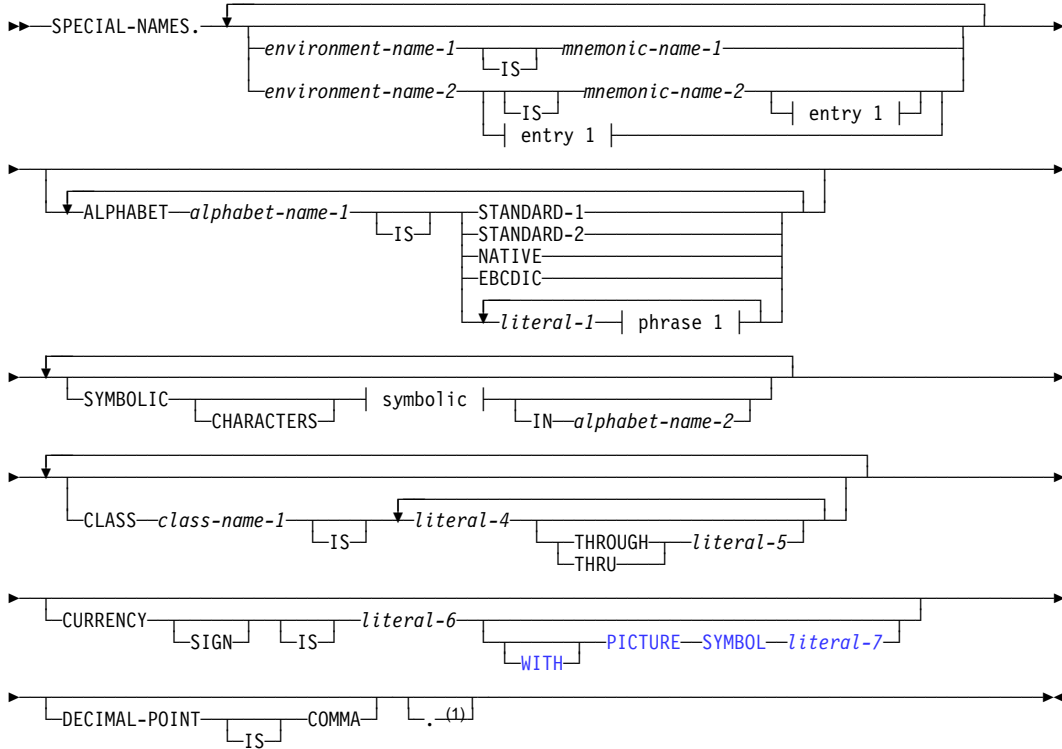 SPECIAL-NAMES.
environment-name-1 IS mnemonic-name-1
environment-name-2 IS mnemonic-name-2 entry 1
entry 1
ALPHABET alphabet-name-1 IS STANDARD-1
STANDARD-2
NATIVE
EBCDIC
literal-1 phrase 1
SYMBOLIC CHARACTERS symbolic IN alphabet-name-2
CLASS class-name-1 IS literal-4 THROUGH literal-5
THRU
CURRENCY SIGN IS literal-6 WITH PICTURE SYMBOL literal-7
DECIMAL-POINT IS COMMA . (1)